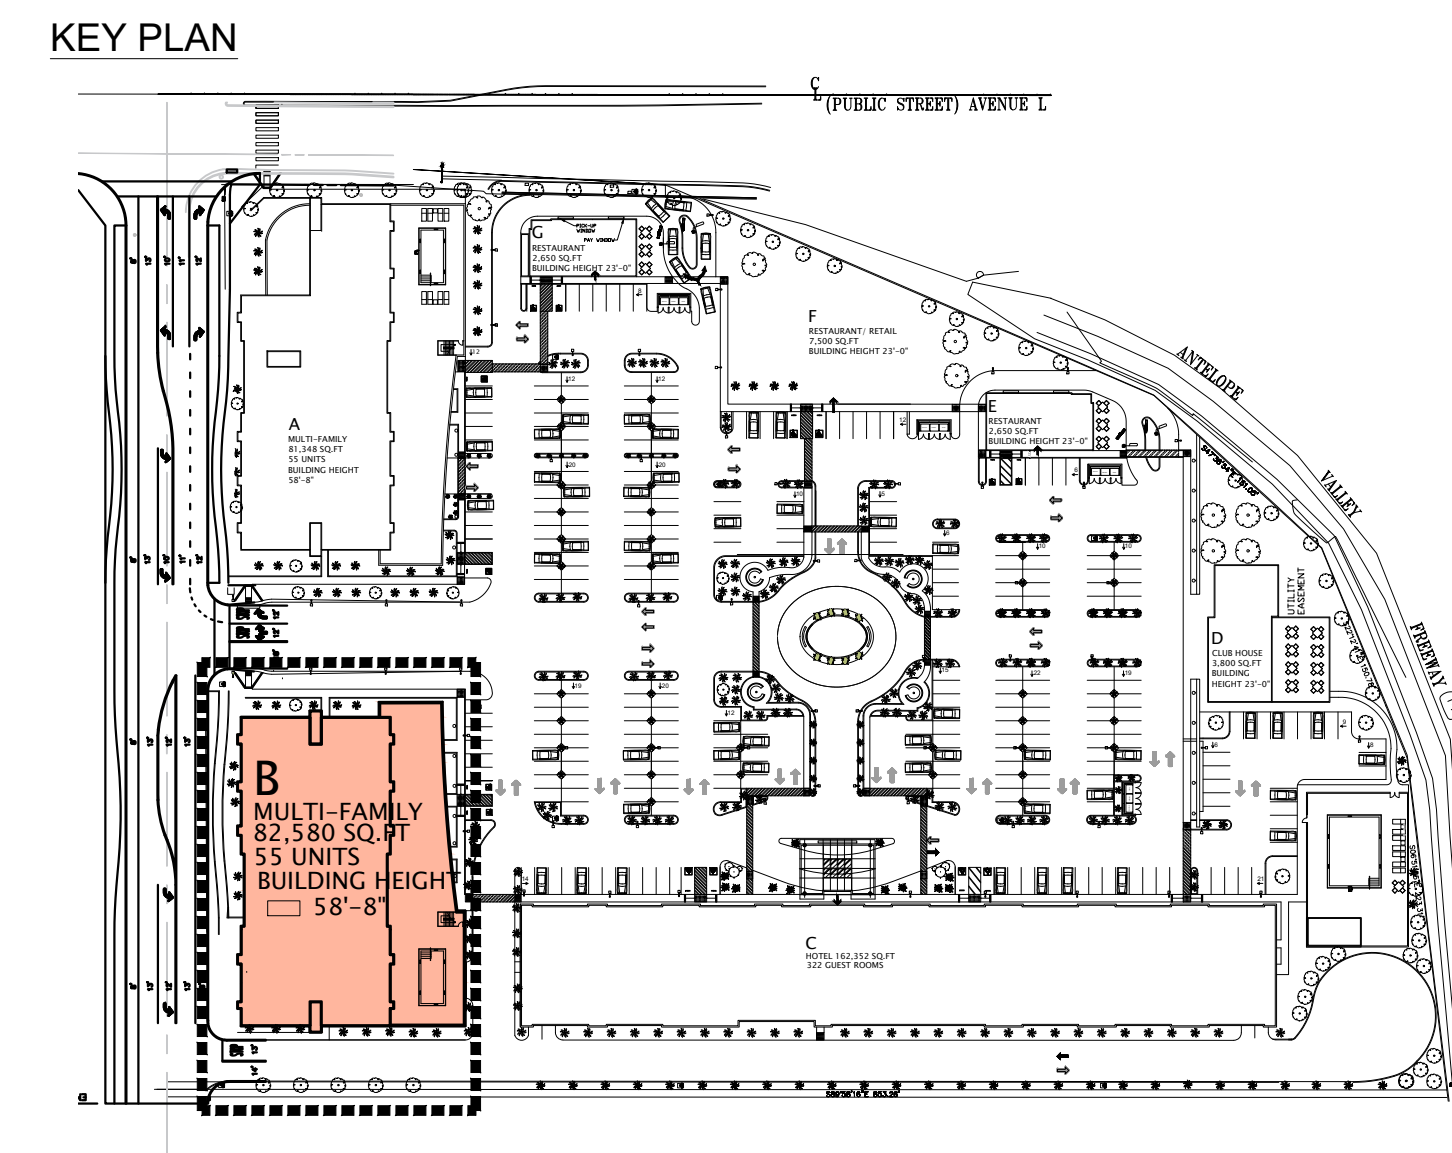 KEY PLAN
C
L (PUBLIC STREET) AVENUE L
G
RESTAURANT
2,650 SQ.FT
BUILDING HEIGHT 23'-0"
PICK-UP
WINDOW
PAY WINDOW
F
RESTAURANT/ RETAIL
7,500 SQ.FT
BUILDING HEIGHT 23'-0"
ANTELOPE
VALLEY
FREEWAY
E
RESTAURANT
2,650 SQ.FT
BUILDING HEIGHT 23'-0"
A
MULTI-FAMILY
81,348 SQ.FT
55 UNITS
BUILDING HEIGHT
58'-8"
UTILITY
EASEMENT
D
CLUB HOUSE
3,800 SQ.FT
BUILDING
HEIGHT 23'-0"
B
MULTI-FAMILY
82,580 SQ.FT
55 UNITS
BUILDING HEIGHT
58'-8"
C
HOTEL 162,352 SQ.FT
322 GUEST ROOMS